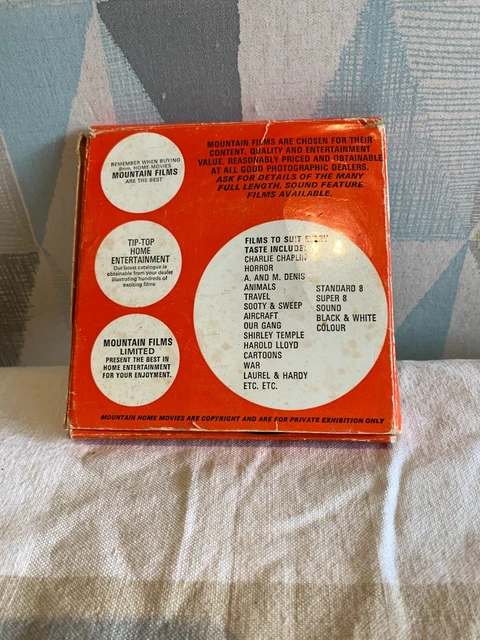 REMEMBER WHEN BUYING
8mm. HOME MOVIES
MOUNTAIN FILMS
ARE THE BEST
MOUNTAIN FILMS ARE CHOSEN FOR THEIR
CONTENT, QUALITY AND ENTERTAINMENT
VALUE. REASONABLY PRICED AND OBTAINABLE
AT ALL GOOD PHOTOGRAPHIC DEALERS.
ASK FOR DETAILS OF THE MANY
FULL LENGTH, SOUND FEATURE
FILMS AVAILABLE.
TIP-TOP
HOME
ENTERTAINMENT
Our latest catalogue is
obtainable from your dealer
illustrating hundreds of
exciting films
MOUNTAIN FILMS
LIMITED
PRESENT THE BEST IN
HOME ENTERTAINMENT
FOR YOUR ENJOYMENT.
FILMS TO SUIT
TASTE INCLUDE:
CHARLIE CHAPLIN
HORROR
A. AND M. DENIS
ANIMALS
TRAVEL
SOOTY & SWEEP
AIRCRAFT
OUR GANG
SHIRLEY TEMPLE
HAROLD LLOYD
CARTOONS
WAR
LAUREL & HARDY
ETC. ETC.
STANDARD 8
SUPER 8
SOUND
BLACK & WHITE
COLOUR
MOUNTAIN HOME MOVIES ARE COPYRIGHT AND ARE FOR PRIVATE EXHIBITION ONLY